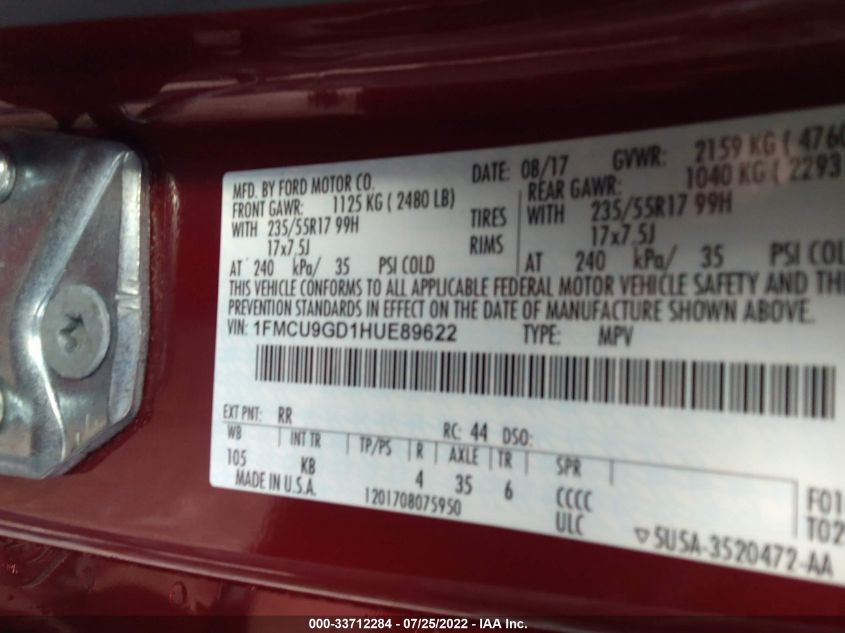 MFD. BY FORD MOTOR CO.
DATE: 08/17 GVWR: 2159 KG ( 4760
FRONT GAWR: 1125 KG ( 2480 LB)
REAR GAWR: 1040 KG ( 2293
WITH 235/55R17 99H TIRES WITH 235/55R17 99H
17x7.5J RIMS 17x7.5J
AT 240 kPa/ 35 PSI COLD AT 240 kPa/ 35 PSI COL
THIS VEHICLE CONFORMS TO ALL APPLICABLE FEDERAL MOTOR VEHICLE SAFETY AND THE
PREVENTION STANDARDS IN EFFECT ON THE DATE OF MANUFACTURE SHOWN ABOVE.
VIN: 1FMCU9GD1HUE89622 TYPE: MPV
EXT PNT: RR RC: 44 DSO:
WB INT TR TP/PS R AXLE TR SPR
105 KB 4 35 6 CCCC
MADE IN U.S.A. 1201708075950 ULC
F01
T02
5U5A-3520472-AA
000-33712284 - 07/25/2022 - IAA Inc.